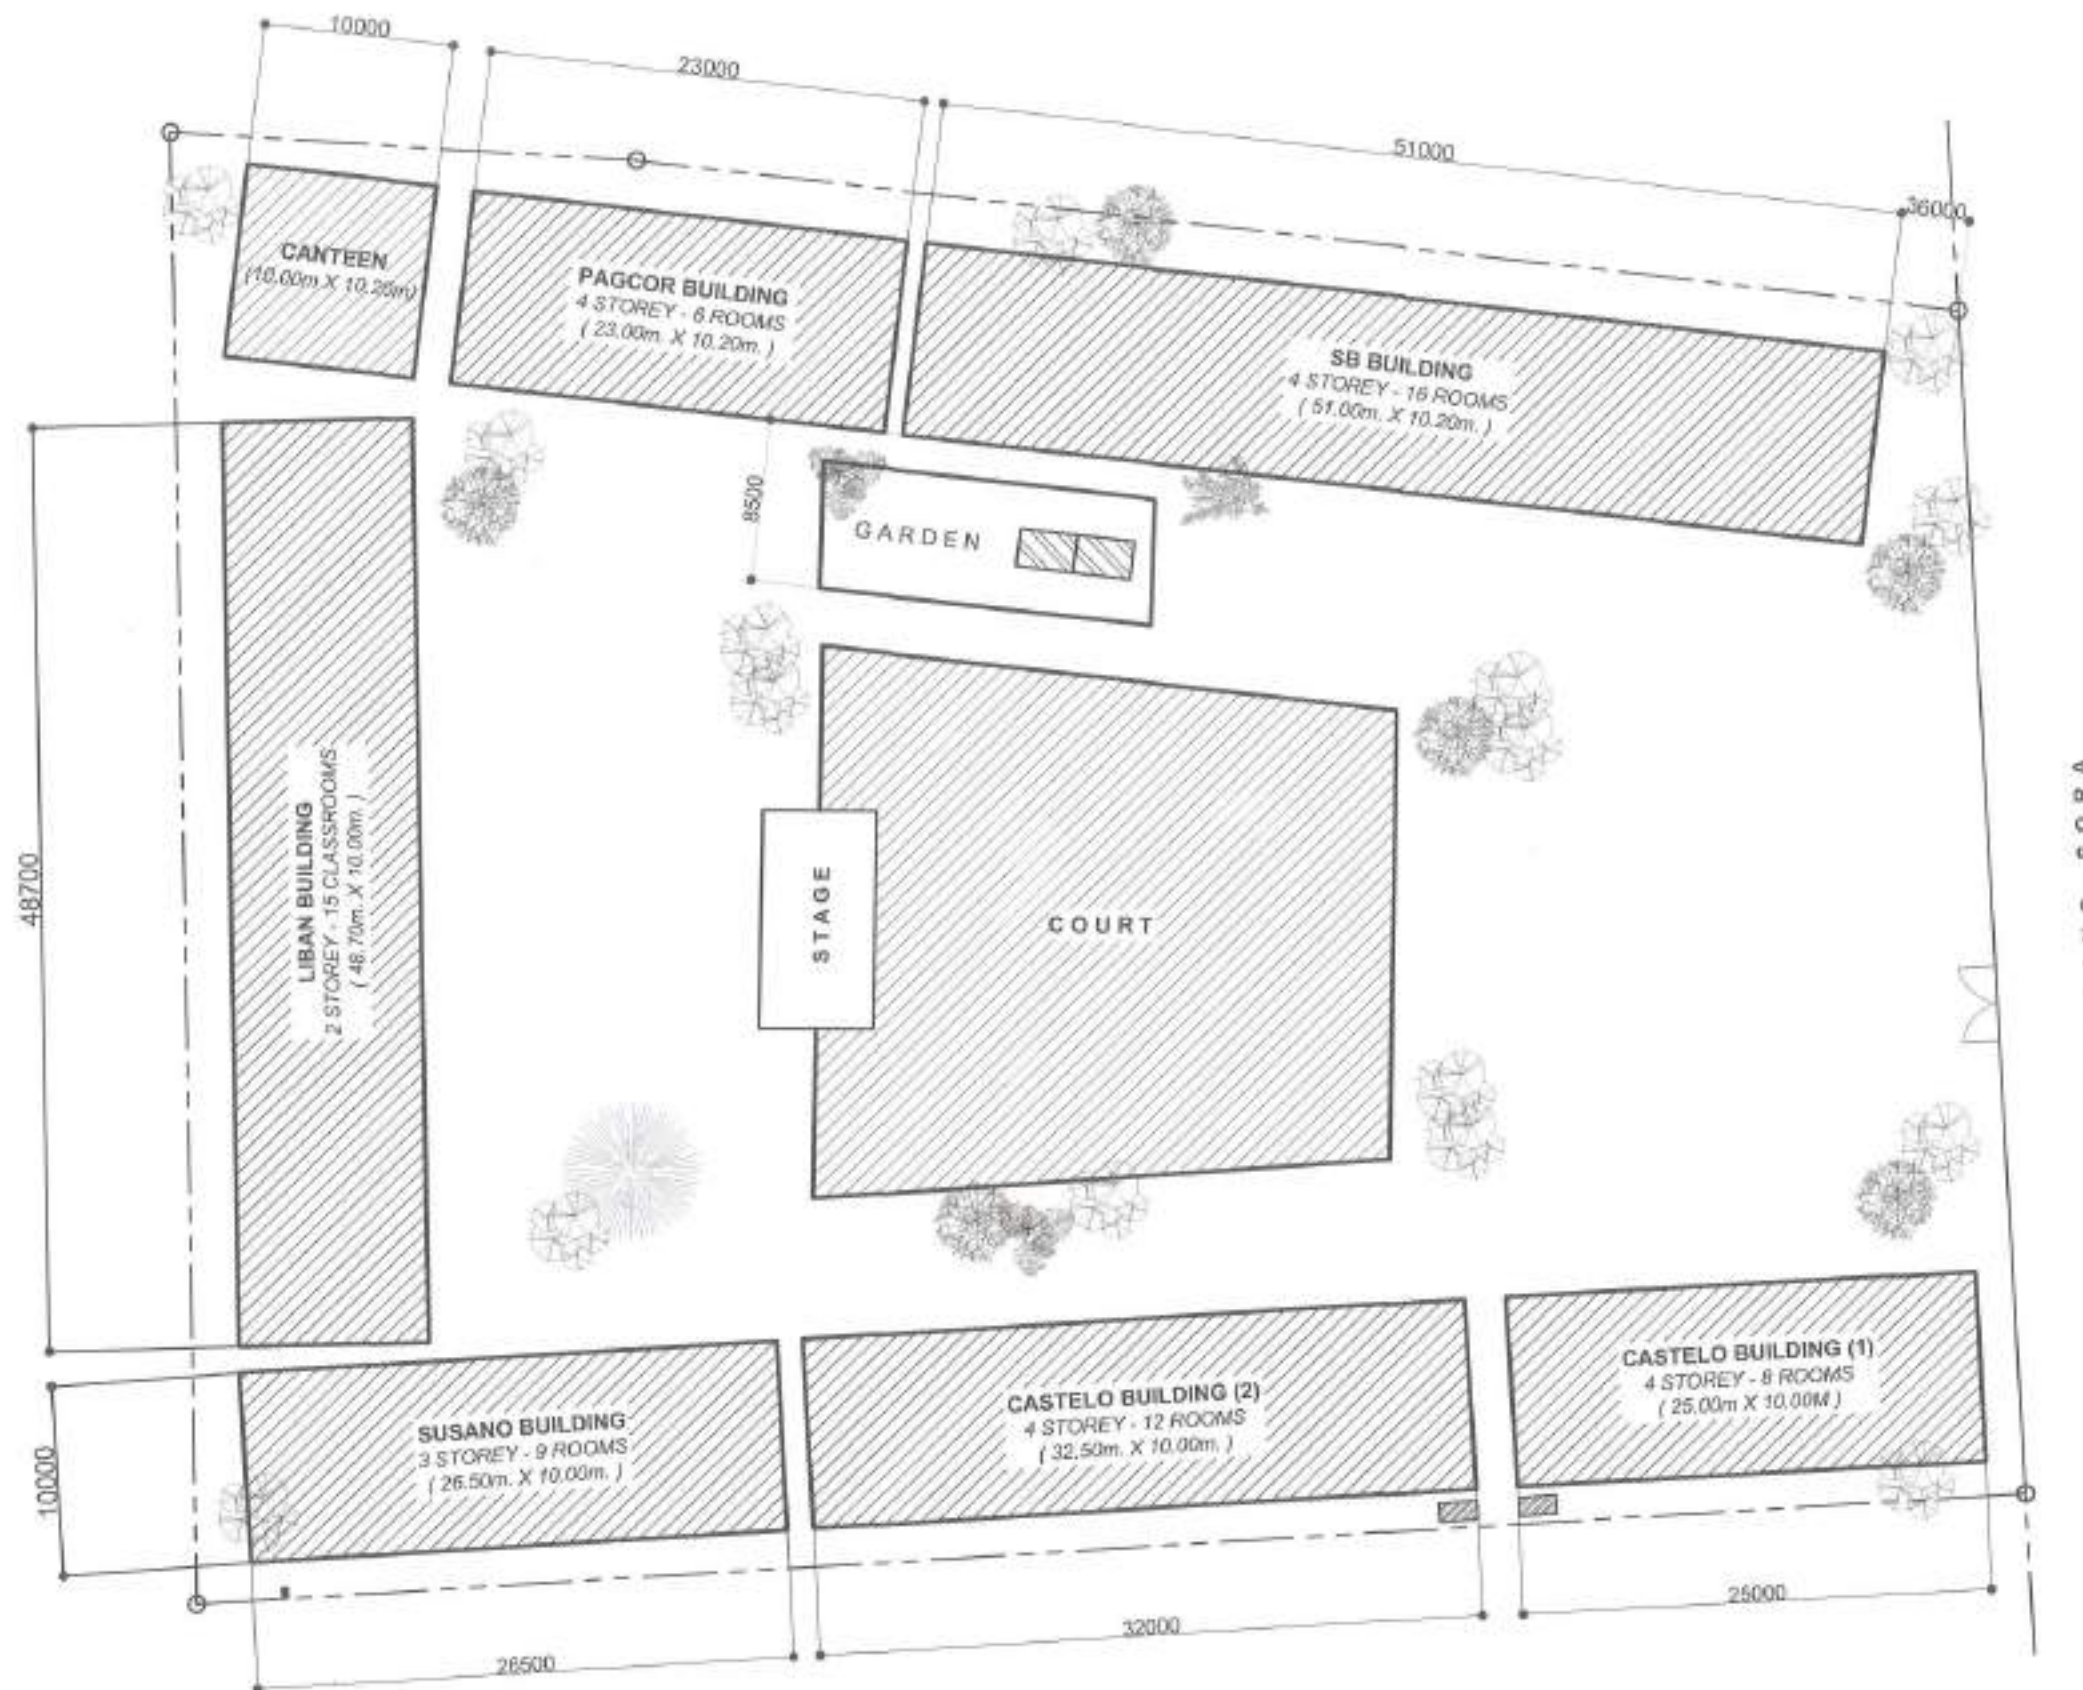 10000
23000
51000
36000
CANTEEN
(10.00m X 10.26m)
PAGCOR BUILDING
4 STOREY - 6 ROOMS
( 23.00m. X 10.20m. )
SB BUILDING
4 STOREY - 16 ROOMS
( 51.00m. X 10.20m. )
8500
GARDEN
48700
LIBAN BUILDING
2 STOREY - 15 CLASSROOMS
( 48.70m. X 10.00m. )
STAGE
COURT
10000
SUSANO BUILDING
3 STOREY - 9 ROOMS
( 26.50m. X 10.00m. )
CASTELO BUILDING (2)
4 STOREY - 12 ROOMS
( 32.50m. X 10.00m. )
CASTELO BUILDING (1)
4 STOREY - 8 ROOMS
( 25.00m X 10.00M )
26500
32000
25000